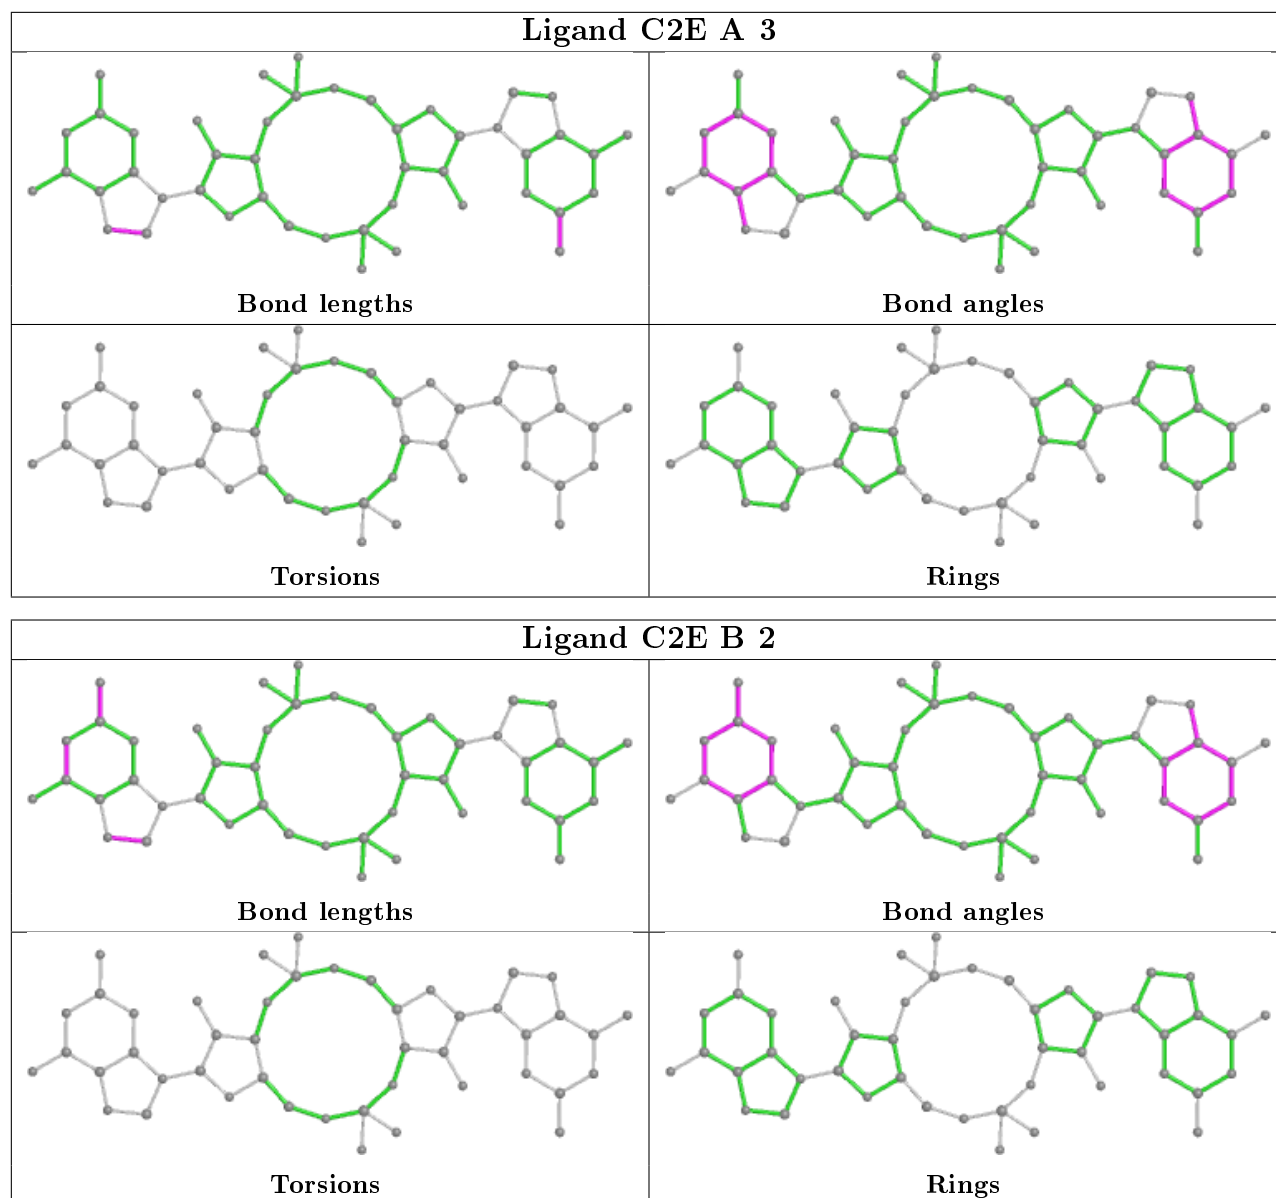 Ligand C2E A 3
Bond lengths
Bond angles
Torsions
Rings
Ligand C2E B 2
Bond lengths
Bond angles
Torsions
Rings